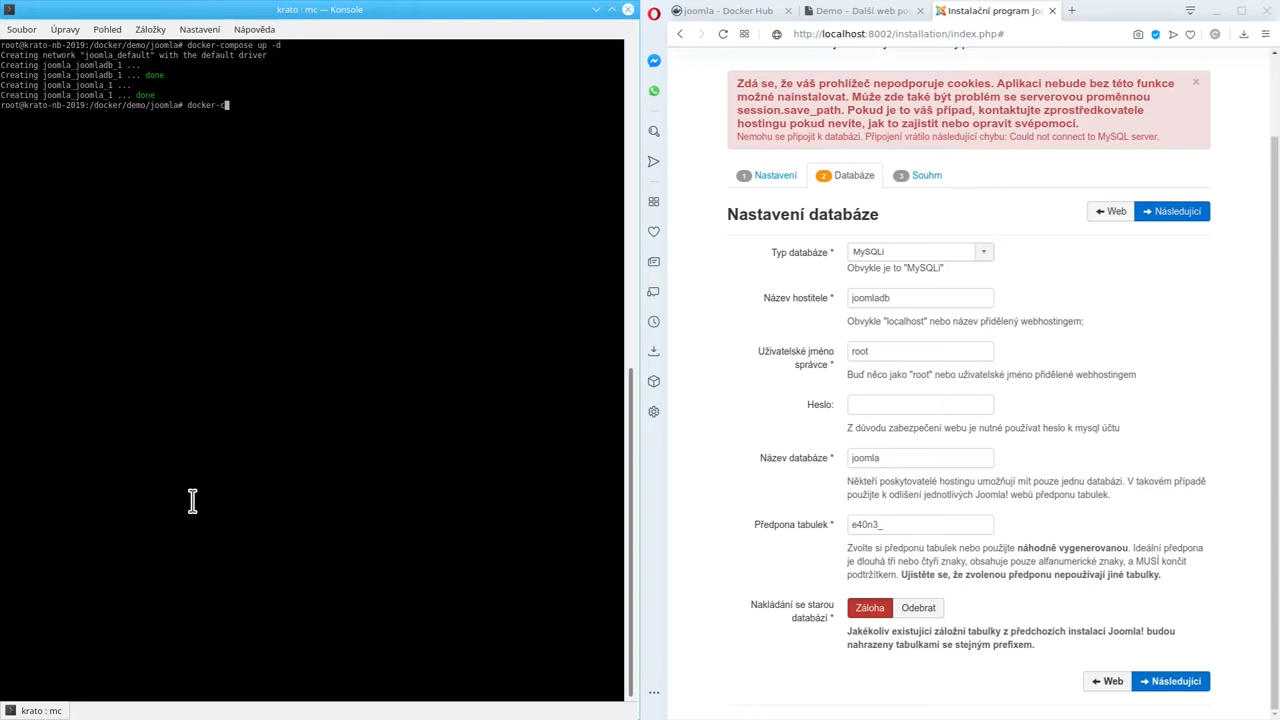 krato : mc — Konsole
Soubor Úpravy Pohled Záložky Nastavení Nápověda
root@krato-nb-2019:/docker/demo/joomla# docker-compose up -d
Creating network "joomla_default" with the default driver
Creating joomla_joomladb_1 ...
Creating joomla_joomladb_1 ... done
Creating joomla_joomla_1 ...
Creating joomla_joomla_1 ... done
root@krato-nb-2019:/docker/demo/joomla# docker-c
krato : mc
joomla - Docker Hub
Demo – Další web po
Instalační program Jo
http://localhost:8002/installation/index.php#
Zdá se, že váš prohlížeč nepodporuje cookies. Aplikaci nebude bez této funkce
možné nainstalovat. Může zde také být problém se serverovou proměnnou
session.save_path. Pokud je to váš případ, kontaktujte zprostředkovatele
hostingu pokud nevíte, jak to zajistit nebo opravit svépomocí.
Nemohu se připojit k databázi. Připojení vrátilo následující chybu: Could not connect to MySQL server.
1 Nastavení 2 Databáze 3 Souhrn
Nastavení databáze
Web Následující
Typ databáze * MySQLi
Obvykle je to "MySQLi"
Název hostitele * joomladb
Obvykle "localhost" nebo název přidělený webhostingem;
Uživatelské jméno
správce *
root
Buď něco jako "root" nebo uživatelské jméno přidělené webhostingem
Heslo:
Z důvodu zabezpečení webu je nutné používat heslo k mysql účtu
Název databáze * joomla
Někteří poskytovatelé hostingu umožňují mít pouze jednu databázi. V takovém případě
použijte k odlišení jednotlivých Joomla! webů předponu tabulek.
Předpona tabulek * e40n3_
Zvolte si předponu tabulek nebo použijte náhodně vygenerovanou. Ideální předpona
je dlouhá tři nebo čtyři znaky, obsahuje pouze alfanumerické znaky, a MUSÍ končit
podtržítkem. Ujistěte se, že zvolenou předponu nepoužívají jiné tabulky.
Nakládání se starou
databází *
Záloha Odebrat
Jakékoliv existující záložní tabulky z předchozích instalací Joomla! budou
nahrazeny tabulkami se stejným prefixem.
Web Následující